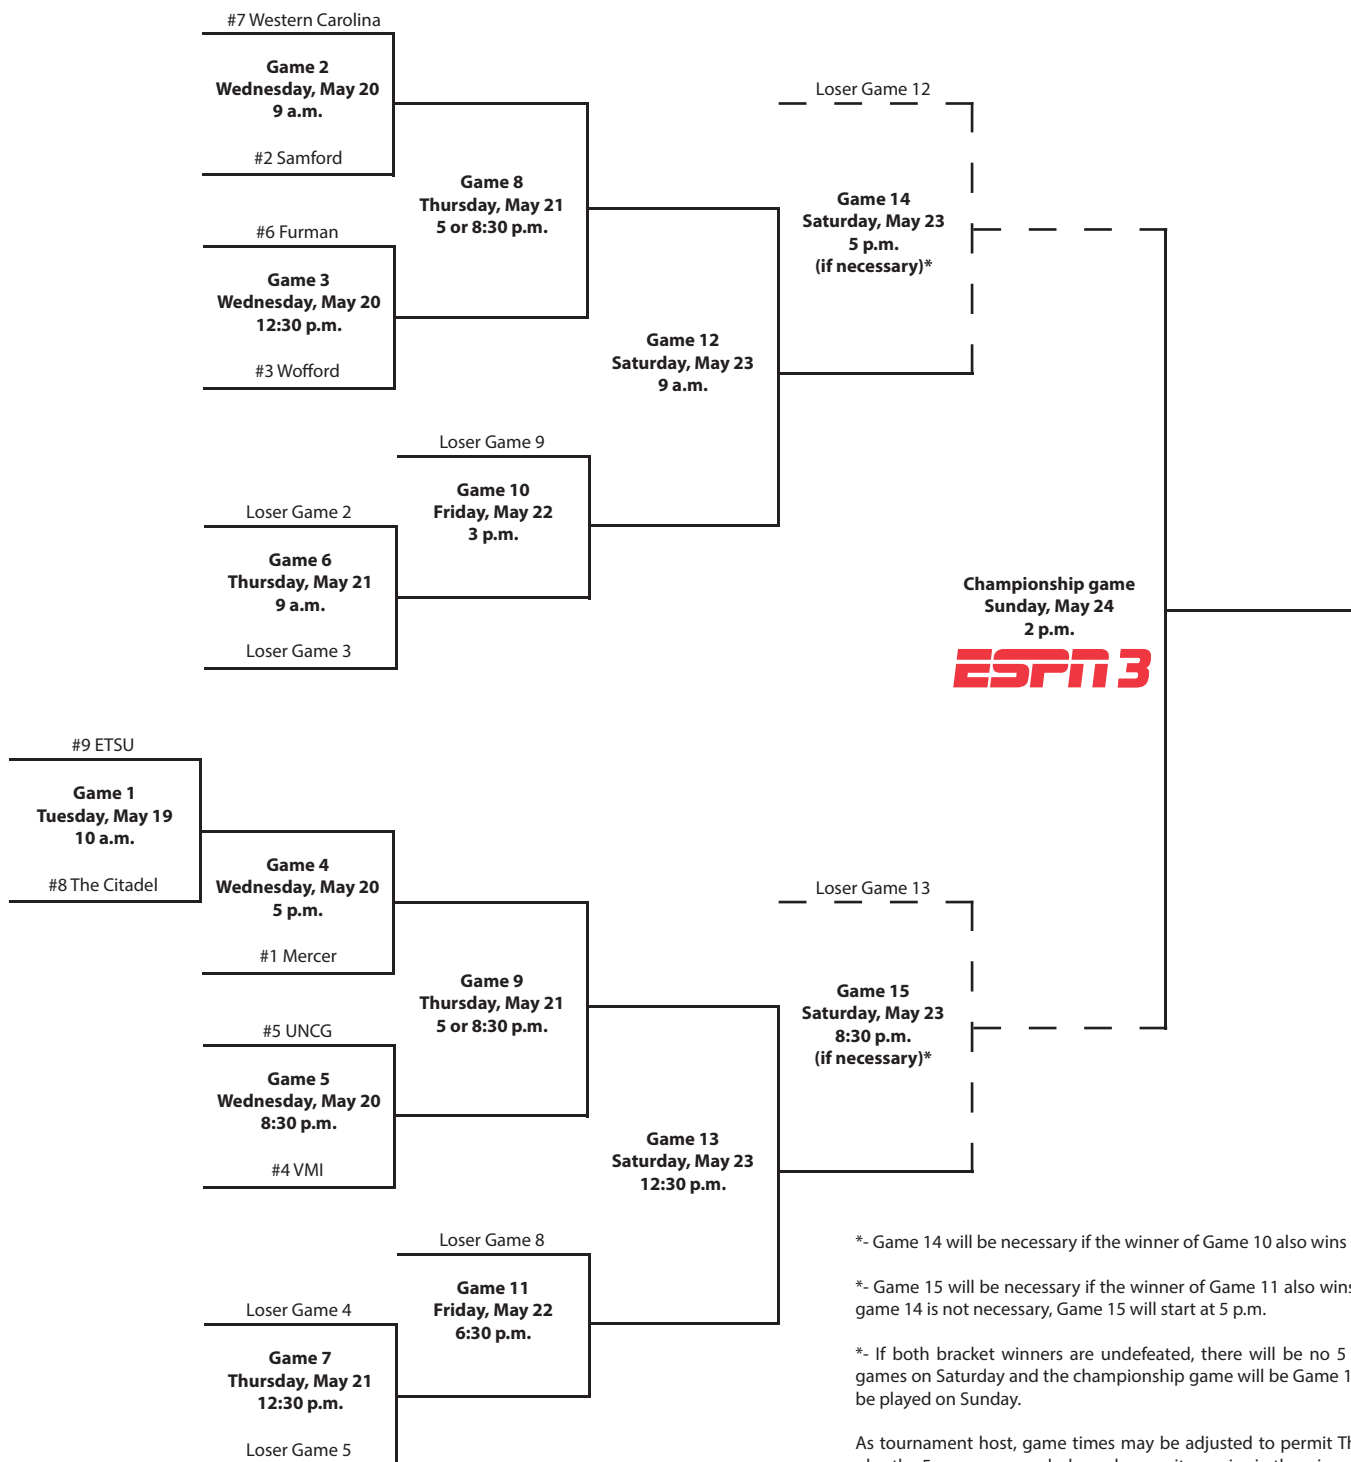 #7 Western Carolina
Game 2
Wednesday, May 20
9 a.m.
#2 Samford
#6 Furman
Game 3
Wednesday, May 20
12:30 p.m.
#3 Wofford
Game 8
Thursday, May 21
5 or 8:30 p.m.
Loser Game 9
Game 10
Friday, May 22
3 p.m.
Loser Game 2
Game 6
Thursday, May 21
9 a.m.
Loser Game 3
Game 12
Saturday, May 23
9 a.m.
Loser Game 12
Game 14
Saturday, May 23
5 p.m.
(if necessary)*
Championship game
Sunday, May 24
2 p.m.
ESPN 3
#9 ETSU
Game 1
Tuesday, May 19
10 a.m.
#8 The Citadel
Game 4
Wednesday, May 20
5 p.m.
#1 Mercer
#5 UNCG
Game 5
Wednesday, May 20
8:30 p.m.
#4 VMI
Game 9
Thursday, May 21
5 or 8:30 p.m.
Loser Game 8
Game 11
Friday, May 22
6:30 p.m.
Loser Game 4
Game 7
Thursday, May 21
12:30 p.m.
Loser Game 5
Game 13
Saturday, May 23
12:30 p.m.
Loser Game 13
Game 15
Saturday, May 23
8:30 p.m.
(if necessary)*
*- Game 14 will be necessary if the winner of Game 10 also wins
*- Game 15 will be necessary if the winner of Game 11 also wins
game 14 is not necessary, Game 15 will start at 5 p.m.
*- If both bracket winners are undefeated, there will be no 5
games on Saturday and the championship game will be Game 1
be played on Sunday.
As tournament host, game times may be adjusted to permit Th